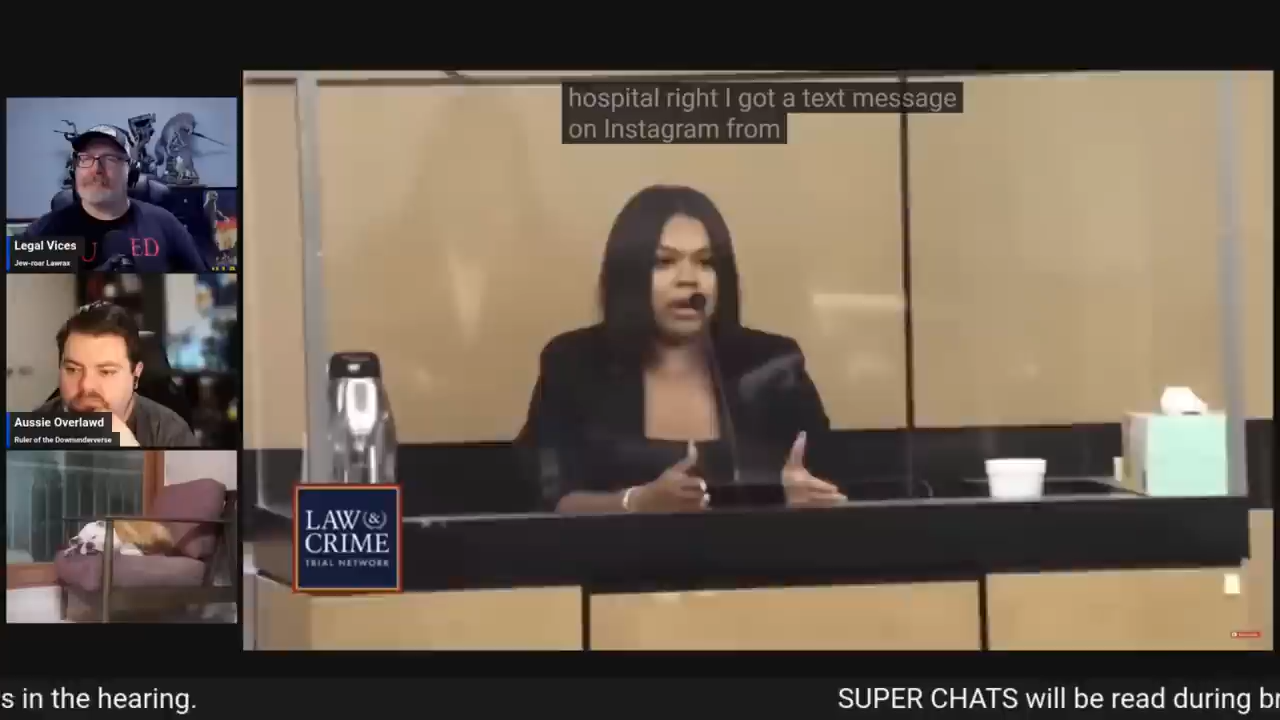 hospital right I got a text message
on Instagram from
Legal Vices
Jew-roar Lawrax
ED
Aussie Overlawd
Ruler of the Downunderverse
LAW &
CRIME
TRIAL NETWORK
s in the hearing.
SUPER CHATS will be read during br